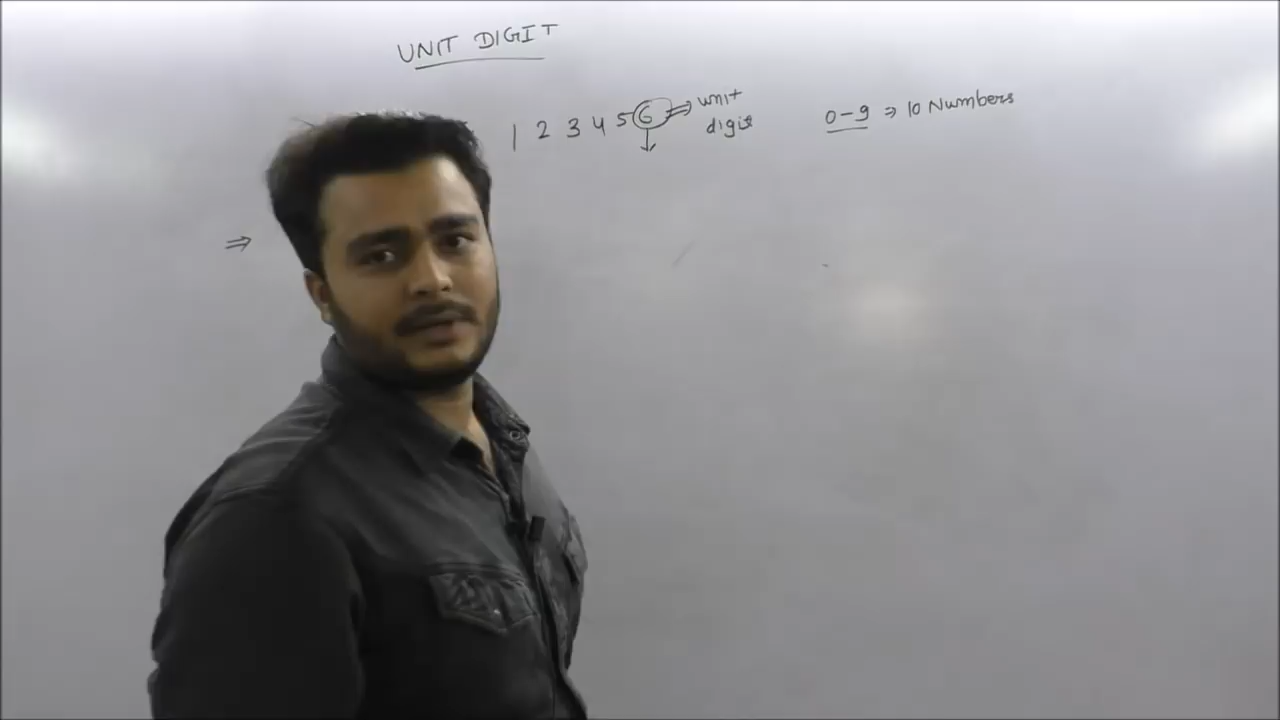 UNIT DIGIT
1 2 3 4 5 6 ⇒ unit digit
0-9 ⇒ 10 Numbers
⇒